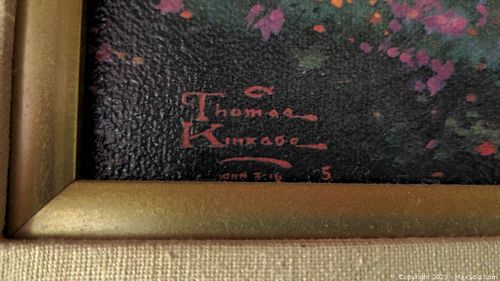 Thomas
Kinkade
JOHN 3:16 5.
Copyright 2023 - MaxSold.com